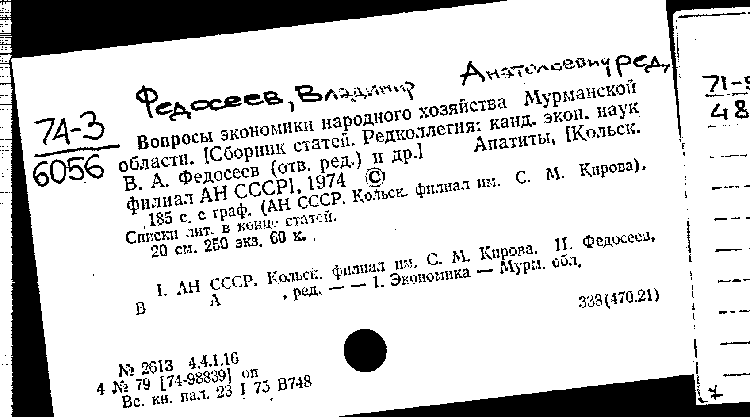 Федосеев, Владимир Анатольевич ред.
74-3
6056
Вопросы экономики народного хозяйства Мурманской
области. [Сборник статей. Редколлегия: канд. экон. наук
В. А. Федосеев (отв. ред.) и др.] Апатиты, [Кольск.
филиал АН СССР], 1974 ©
185 с. с граф. (АН СССР. Кольск. филиал им. С. М. Кирова).
Списки лит. в конце статей.
20 см. 250 экз. 60 к.
I. АН СССР. Кольск. филиал им. С. М. Кирова. II. Федосеев,
В А , ред. — — 1. Экономика — Мурм. обл.
338(470.21)
№ 2613 4.4.1.16
4 № 79 [74-98839] оп
Вс. кн. пал. 23 I 75 В748
71-
48